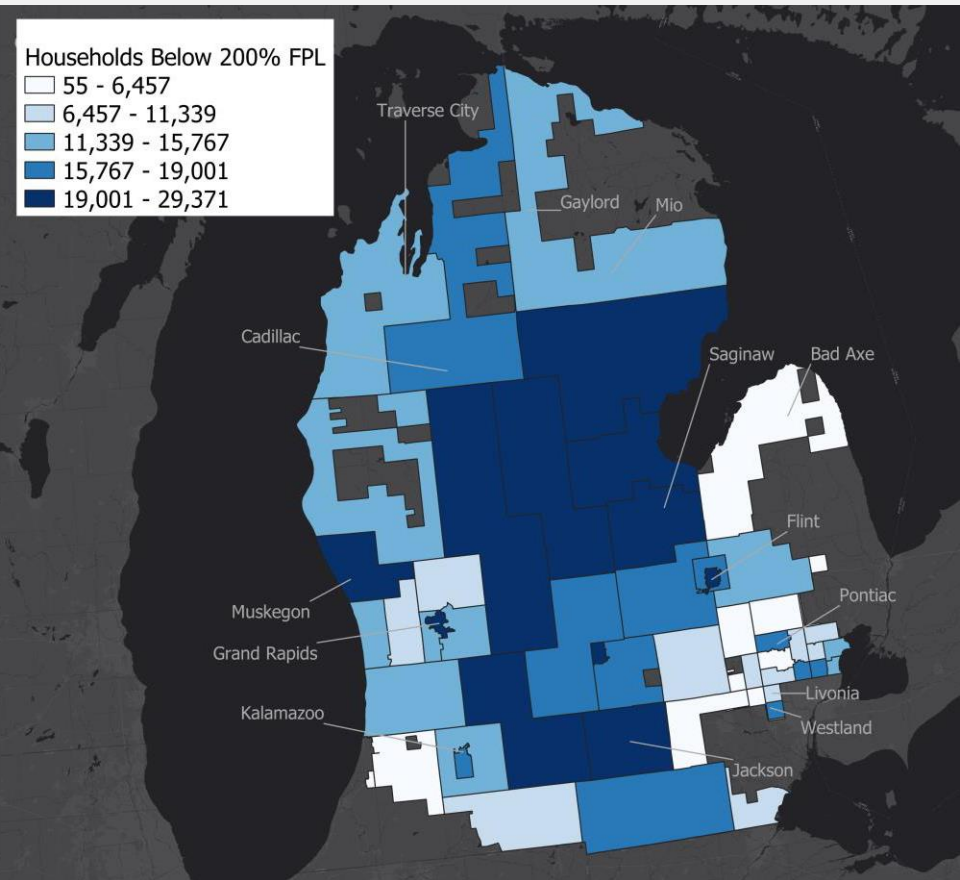 Households Below 200% FPL
55 - 6,457
6,457 - 11,339
11,339 - 15,767
15,767 - 19,001
19,001 - 29,371
Traverse City
Gaylord
Mio
Cadillac
Saginaw
Bad Axe
Flint
Pontiac
Muskegon
Grand Rapids
Livonia
Kalamazoo
Westland
Jackson